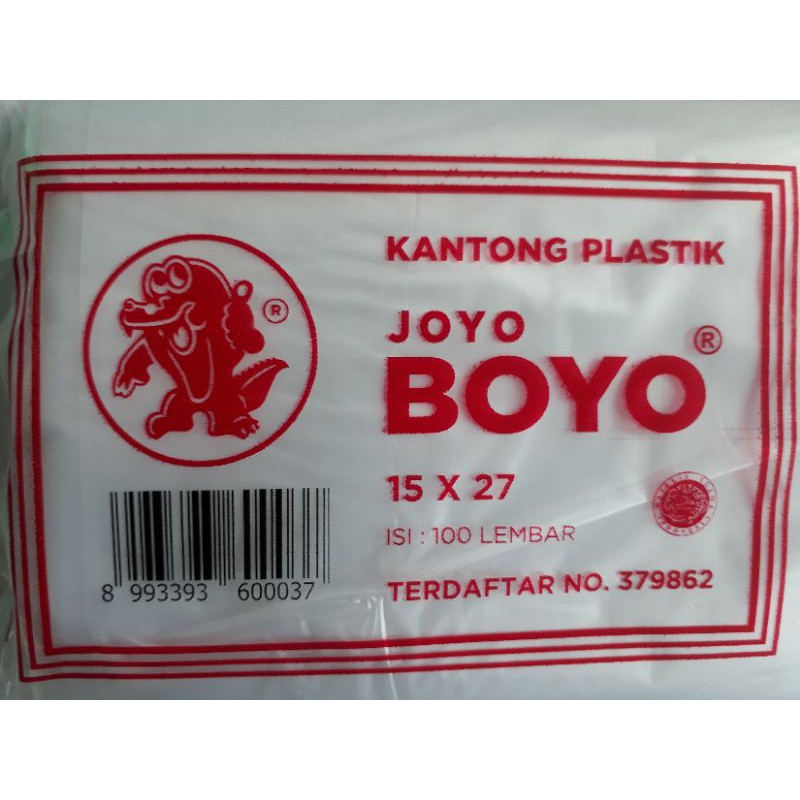 KANTONG PLASTIK
JOYO
BOYO ®
®
15 X 27
ISI : 100 LEMBAR
TERDAFTAR NO. 379862
8 993393 600037